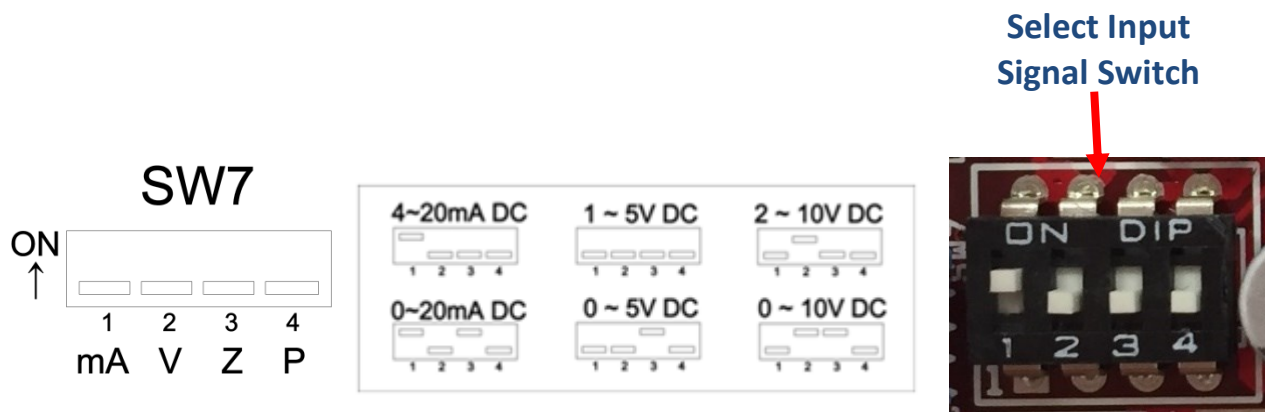 Select Input
Signal Switch
SW7
ON
↑
1 2 3 4
mA V Z P
4~20mA DC
1 2 3 4
1 ~ 5V DC
1 2 3 4
2 ~ 10V DC
1 2 3 4
0~20mA DC
1 2 3 4
0 ~ 5V DC
1 2 3 4
0 ~ 10V DC
1 2 3 4
ON DIP
1 2 3 4
1